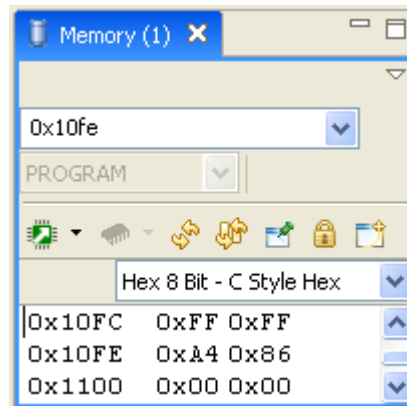 Memory (1)
0x10fe
PROGRAM
Hex 8 Bit - C Style Hex
0x10FC 0xFF 0xFF
0x10FE 0xA4 0x86
0x1100 0x00 0x00